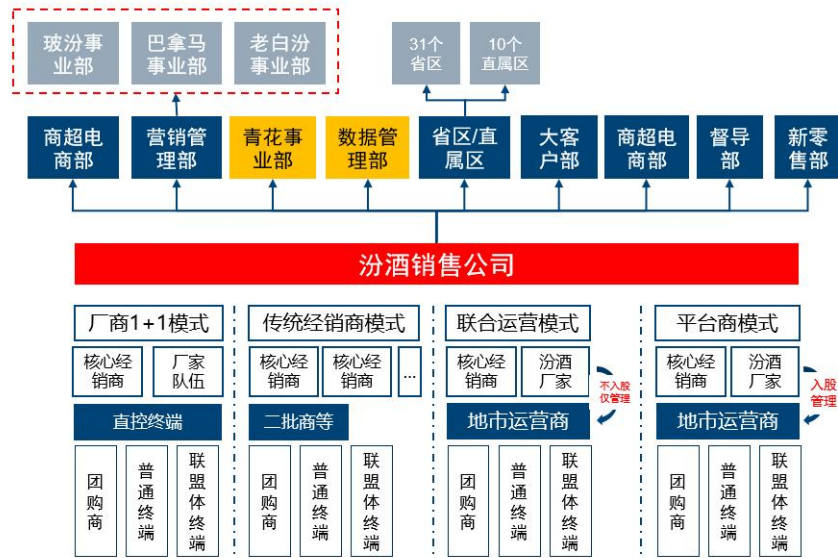 玻汾事
业部
巴拿马
事业部
老白汾
事业部
31个
省区
10个
直属区
商超电
商部
营销管
理部
青花事
业部
数据管
理部
省区/直
属区
大客
户部
商超电
商部
督导
部
新零
售部
汾酒销售公司
厂商1+1模式
传统经销商模式
联合运营模式
平台商模式
核心经
销商
厂家
队伍
核心经
销商
核心经
销商
...
核心经
销商
汾酒
厂家
不入股
仅管理
核心经
销商
汾酒
厂家
入股
管理
直控终端
二批商等
地市运营商
地市运营商
团购商
普通终端
联盟体终端
团购商
普通终端
联盟体终端
团购商
普通终端
联盟体终端
团购商
普通终端
联盟体终端